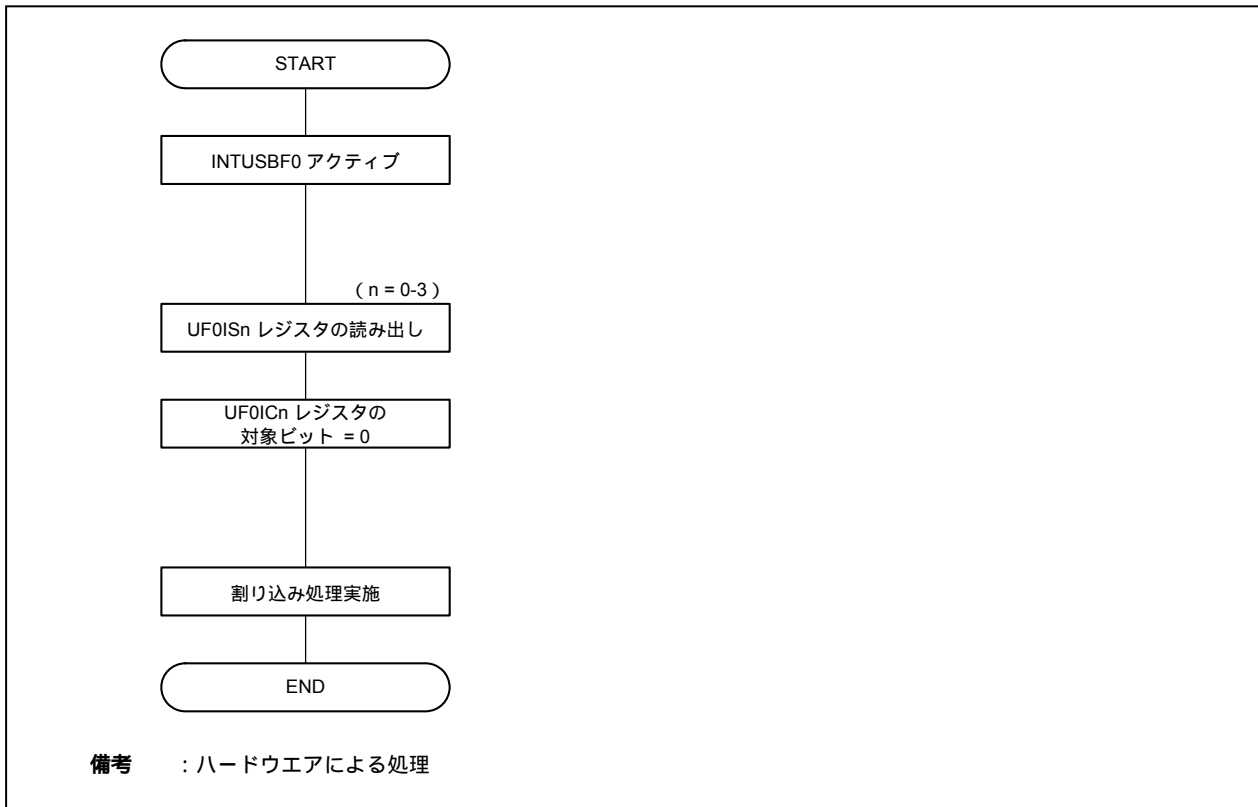 START
INTUSBF0 アクティブ
( n = 0-3 )
UF0ISn レジスタの読み出し
UF0ICn レジスタの
対象ビット = 0
割り込み処理実施
END
備考 : ハードウエアによる処理